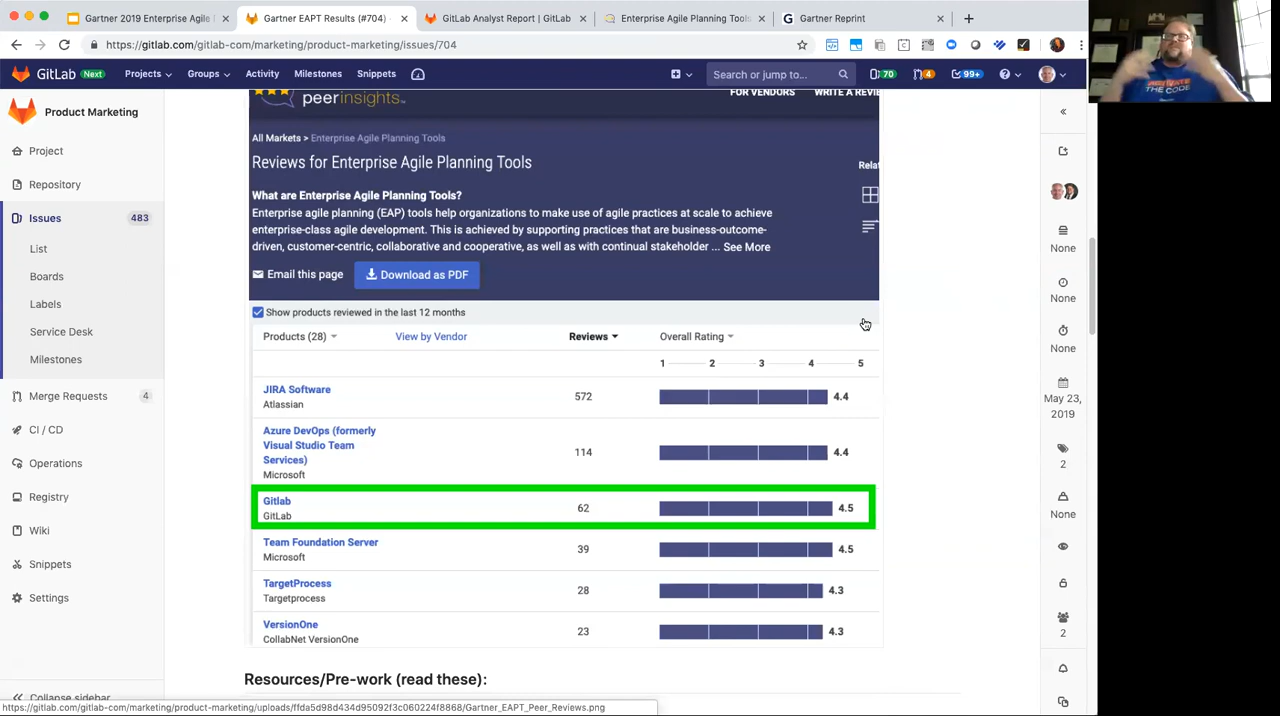 Gartner 2019 Enterprise Agile
Gartner EAPT Results (#704)
GitLab Analyst Report | GitLab
Enterprise Agile Planning Tools
Gartner Reprint
https://gitlab.com/gitlab-com/marketing/product-marketing/issues/704
GitLab Next Projects Groups Activity Milestones Snippets
Search or jump to... 70 4 99+
THE CODE
Product Marketing
Project
Repository
Issues 483
List
Boards
Labels
Service Desk
Milestones
Merge Requests 4
CI / CD
Operations
Registry
Wiki
Snippets
Settings
Collapse sidebar
peerinsights™
FOR VENDORS WRITE A REVIE
All Markets > Enterprise Agile Planning Tools
Reviews for Enterprise Agile Planning Tools
Relat
What are Enterprise Agile Planning Tools?
Enterprise agile planning (EAP) tools help organizations to make use of agile practices at scale to achieve
enterprise-class agile development. This is achieved by supporting practices that are business-outcome-
driven, customer-centric, collaborative and cooperative, as well as with continual stakeholder ... See More
Email this page Download as PDF
Show products reviewed in the last 12 months
Products (28) View by Vendor Reviews Overall Rating
1 2 3 4 5
JIRA Software
Atlassian
572 4.4
Azure DevOps (formerly
Visual Studio Team
Services)
Microsoft
114 4.4
Gitlab
GitLab
62 4.5
Team Foundation Server
Microsoft
39 4.5
TargetProcess
Targetprocess
28 4.3
VersionOne
CollabNet VersionOne
23 4.3
Resources/Pre-work (read these):
None
None
None
May 23,
2019
2
None
2
https://gitlab.com/gitlab-com/marketing/product-marketing/uploads/ffda5d98d434d95092f3c060224f8868/Gartner_EAPT_Peer_Reviews.png